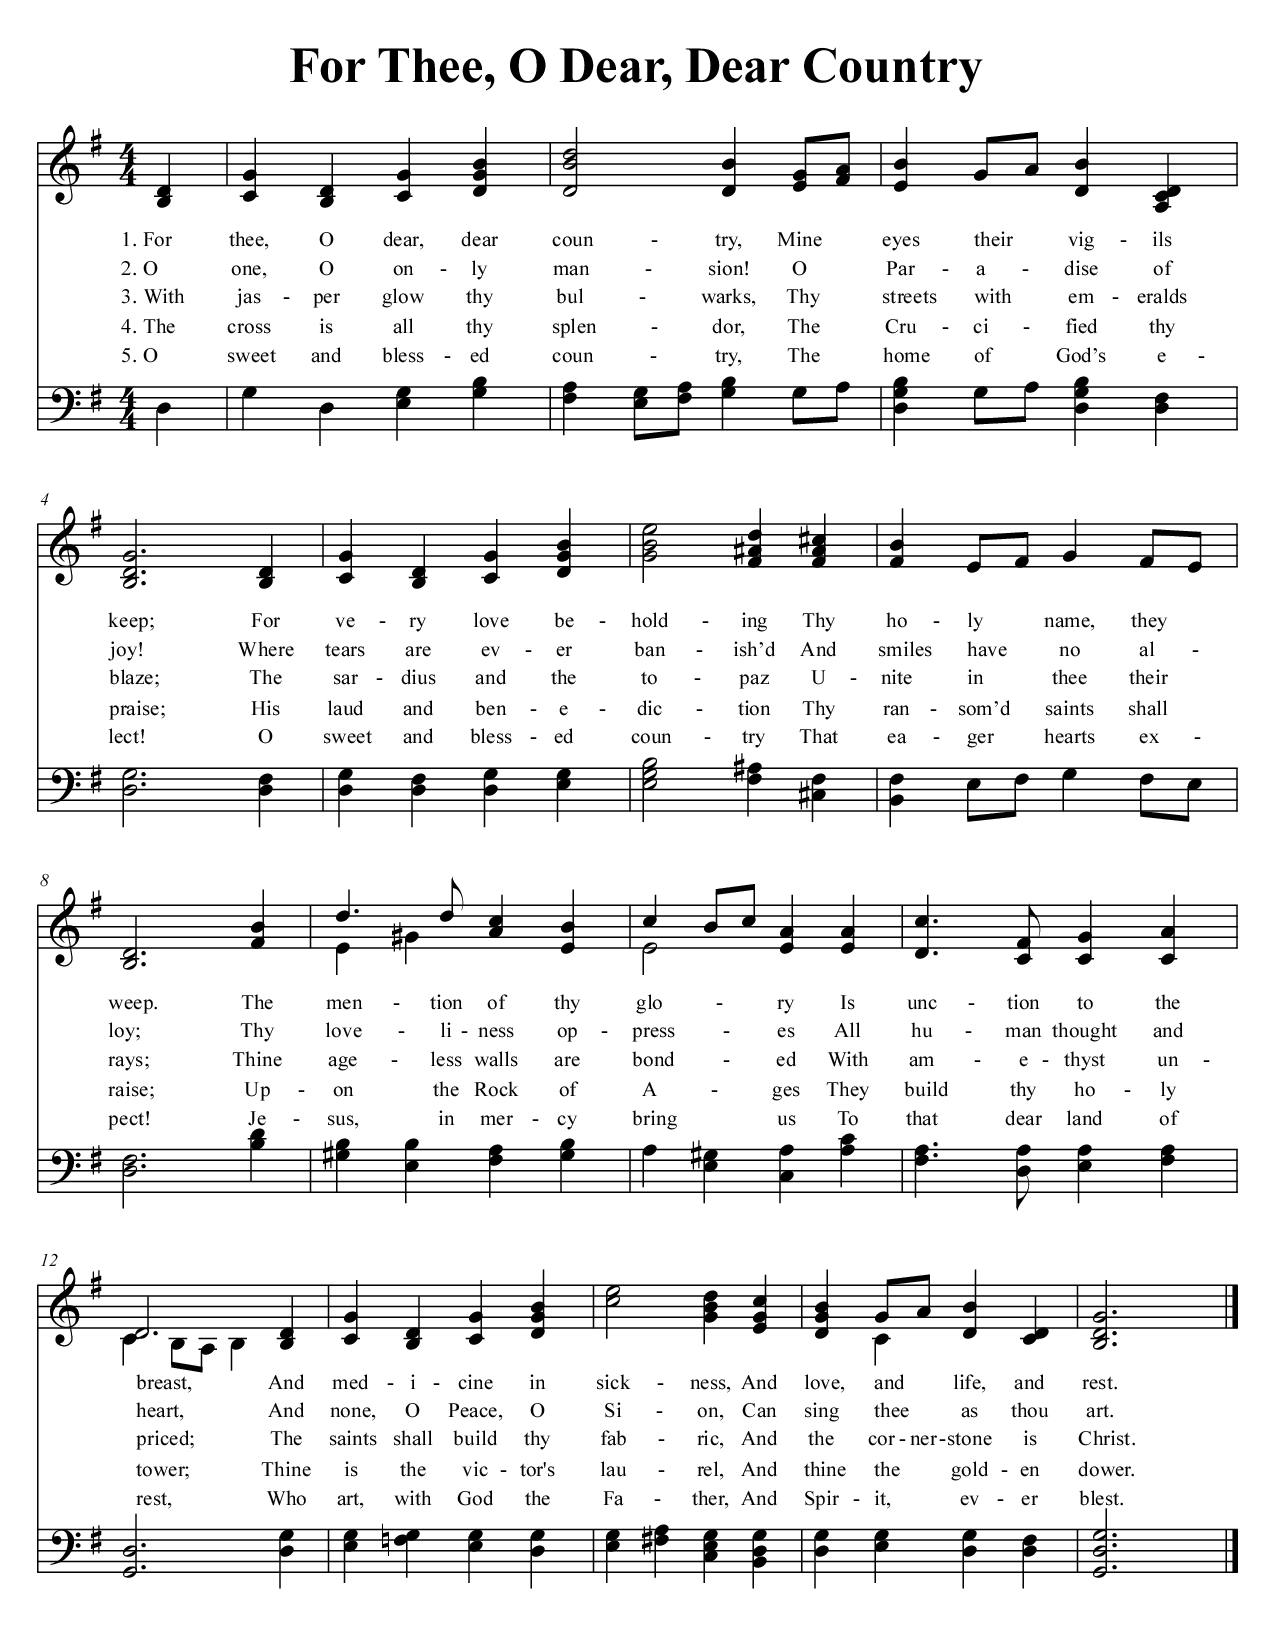 For Thee, O Dear, Dear Country
4 4
1. For thee, O dear, dear coun - try, Mine eyes their vig - ils
2. O one, O on - ly man - sion! O Par - a - dise of
3. With jas - per glow thy bul - warks, Thy streets with em - eralds
4. The cross is all thy splen - dor, The Cru - ci - fied thy
5. O sweet and bless - ed coun - try, The home of God’s e -
4 4
4
keep; For ve - ry love be - hold - ing Thy ho - ly name, they
joy! Where tears are ev - er ban - ish’d And smiles have no al -
blaze; The sar - dius and the to - paz U - nite in thee their
praise; His laud and ben - e - dic - tion Thy ran - som’d saints shall
lect! O sweet and bless - ed coun - try That ea - ger hearts ex -
8
weep. The men - tion of thy glo - ry Is unc - tion to the
loy; Thy love - li - ness op - press - es All hu - man thought and
rays; Thine age - less walls are bond - ed With am - e - thyst un -
raise; Up - on the Rock of A - ges They build thy ho - ly
pect! Je - sus, in mer - cy bring us To that dear land of
12
breast, And med - i - cine in sick - ness, And love, and life, and rest.
heart, And none, O Peace, O Si - on, Can sing thee as thou art.
priced; The saints shall build thy fab - ric, And the cor - ner - stone is Christ.
tower; Thine is the vic - tor's lau - rel, And thine the gold - en dower.
rest, Who art, with God the Fa - ther, And Spir - it, ev - er blest.